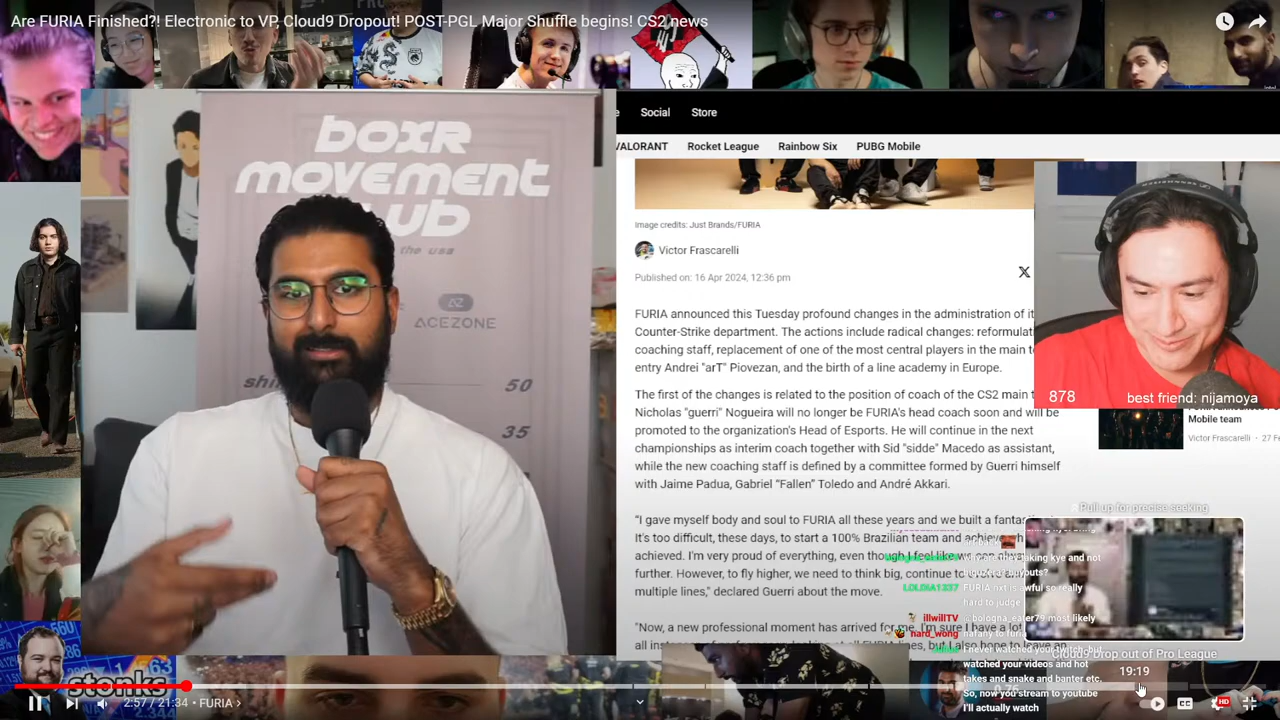 Are FURIA Finished?! Electronic to VP, Cloud9 Dropout! POST-PGL Major Shuffle begins! CS2 news
boxr
movement
the usa
ACEZONE
50
35
Social
Store
VALORANT
Rocket League
Rainbow Six
PUBG Mobile
Image credits: Just Brands/FURIA
Victor Frascarelli
Published on: 16 Apr 2024, 12:36 pm
FURIA announced this Tuesday profound changes in the administration of
Counter-Strike department. The actions include radical changes:
coaching staff, replacement of one of the most central players in the main
entry Andrei "arT" Piovezan, and the birth of a line academy in Europe.
The first of the changes is related to the position of coach of the CS2 main
Nicholas "guerri" Nogueira will no longer be FURIA's head coach soon and will be
promoted to the organization's Head of Esports. He will continue in the next
championships as interim coach together with Sid "sidde" Macedo as assistant,
while the new coaching staff is defined by a committee formed by Guerri himself
with Jaime Padua, Gabriel "Fallen" Toledo and André Akkari.
“I gave myself body and soul to FURIA all these years and we built a
It's too difficult, these days, to start a 100% Brazilian team and
achieved. I'm very proud of everything, even though I feel like
further. However, to fly higher, we need to think big, continue to
multiple lines," declared Guerri about the move.
"Now, a new professional moment has arrived for me. I'm sure I have a lot
878
best friend: nijamoya
Mobile team
Victor Frascarelli • 27
Pull up for precise seeking
LOLDIA1337
FURIA nxt is awful so really
hard to judge
illwillTV
@bologna_eater79 most likely
hard_wong
hafany to furia
I never watched your twitch but
watched your videos and hot
takes and snake and banter etc.
So, now you stream to youtube
I'll actually watch
Cloud9 Drop out of Pro League
19:19
stonks
2:57 / 21:34 • FURIA
HD